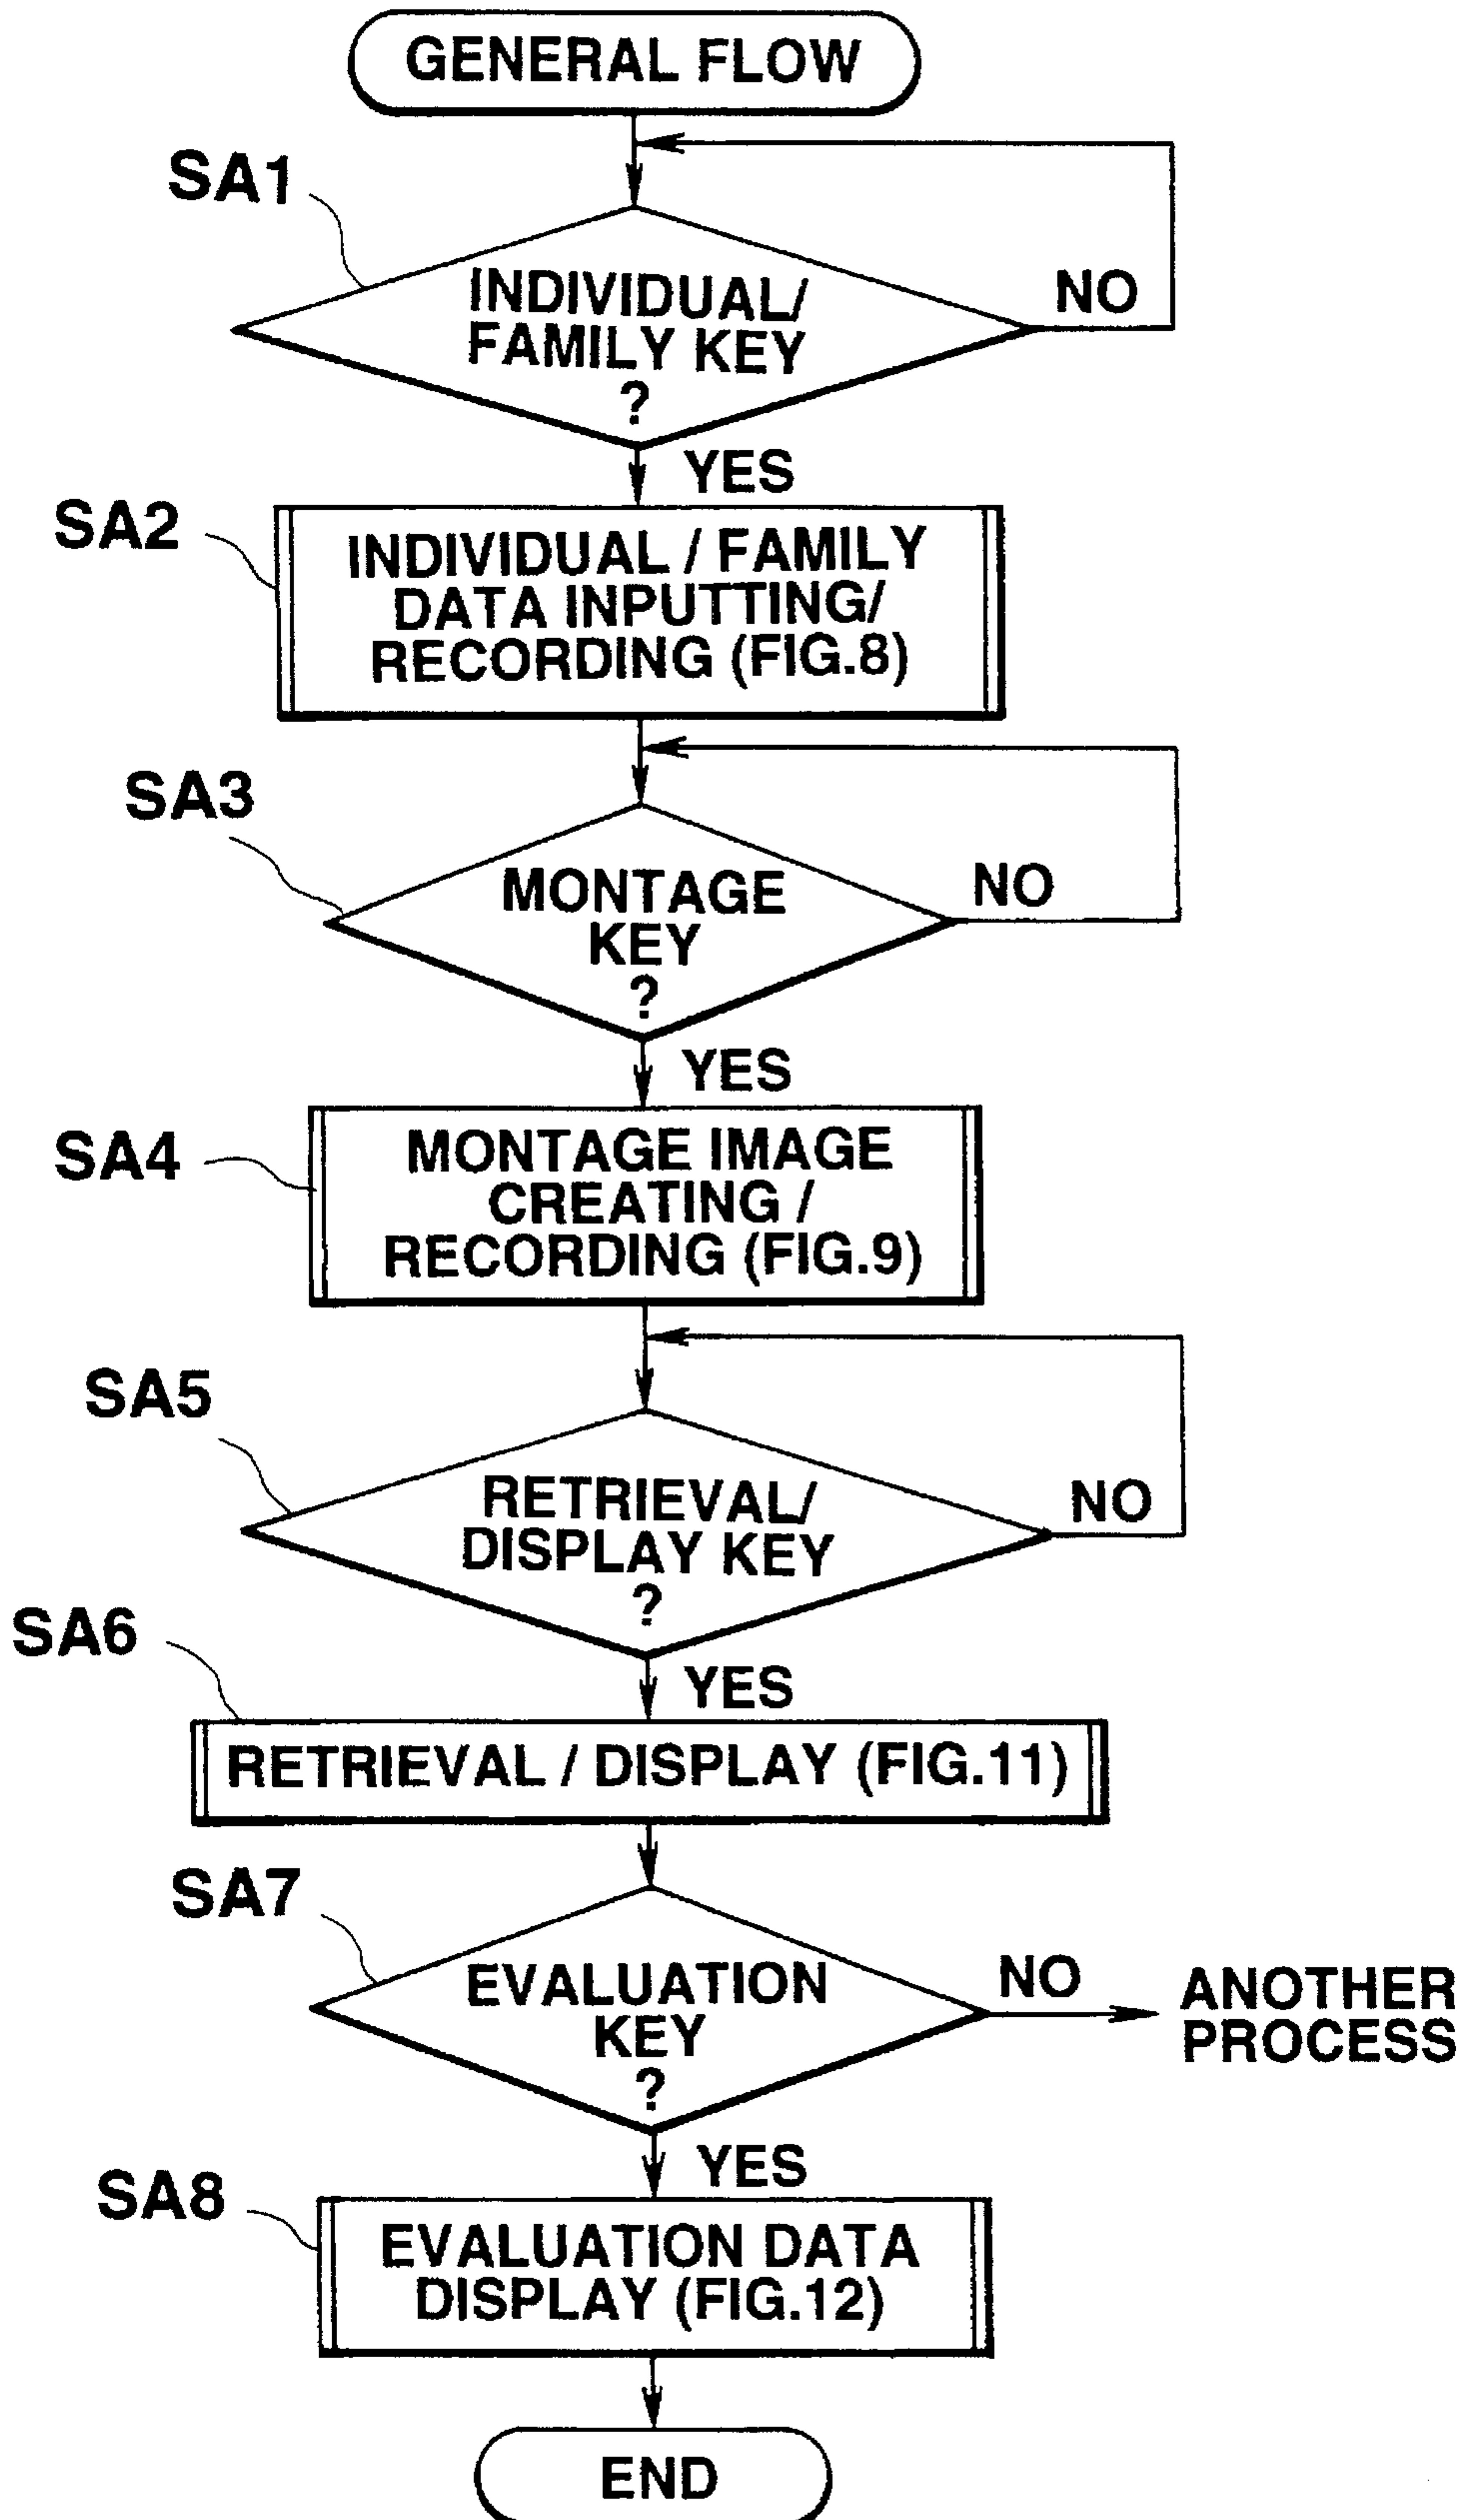 GENERAL FLOW
SA1
INDIVIDUAL/
FAMILY KEY
?
NO
YES
SA2
INDIVIDUAL / FAMILY
DATA INPUTTING/
RECORDING (FIG.8)
SA3
MONTAGE
KEY
?
NO
YES
SA4
MONTAGE IMAGE
CREATING /
RECORDING (FIG.9)
SA5
RETRIEVAL/
DISPLAY KEY
?
NO
YES
SA6
RETRIEVAL / DISPLAY (FIG.11)
SA7
EVALUATION
KEY
?
NO
ANOTHER
PROCESS
YES
SA8
EVALUATION DATA
DISPLAY (FIG.12)
END